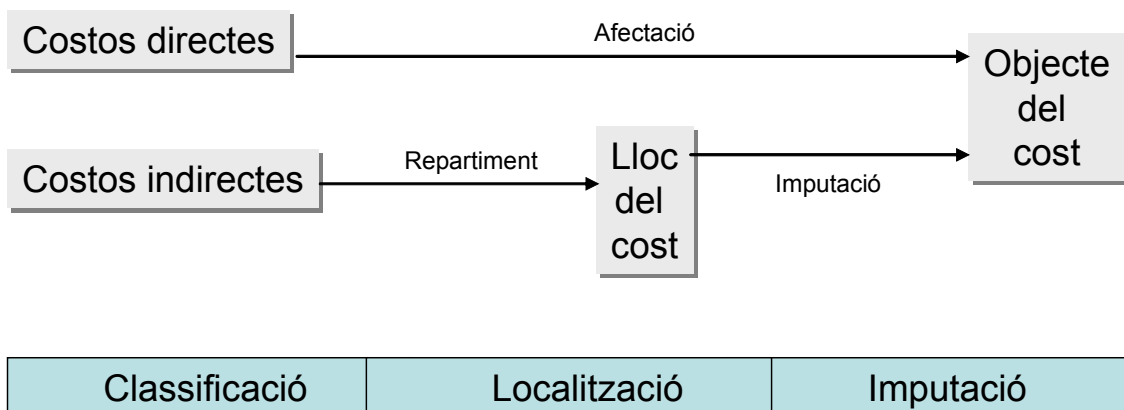 Costos directes
Afectació
Objecte
del
cost
Costos indirectes
Repartiment
Lloc
del
cost
Imputació
Classificació
Localització
Imputació